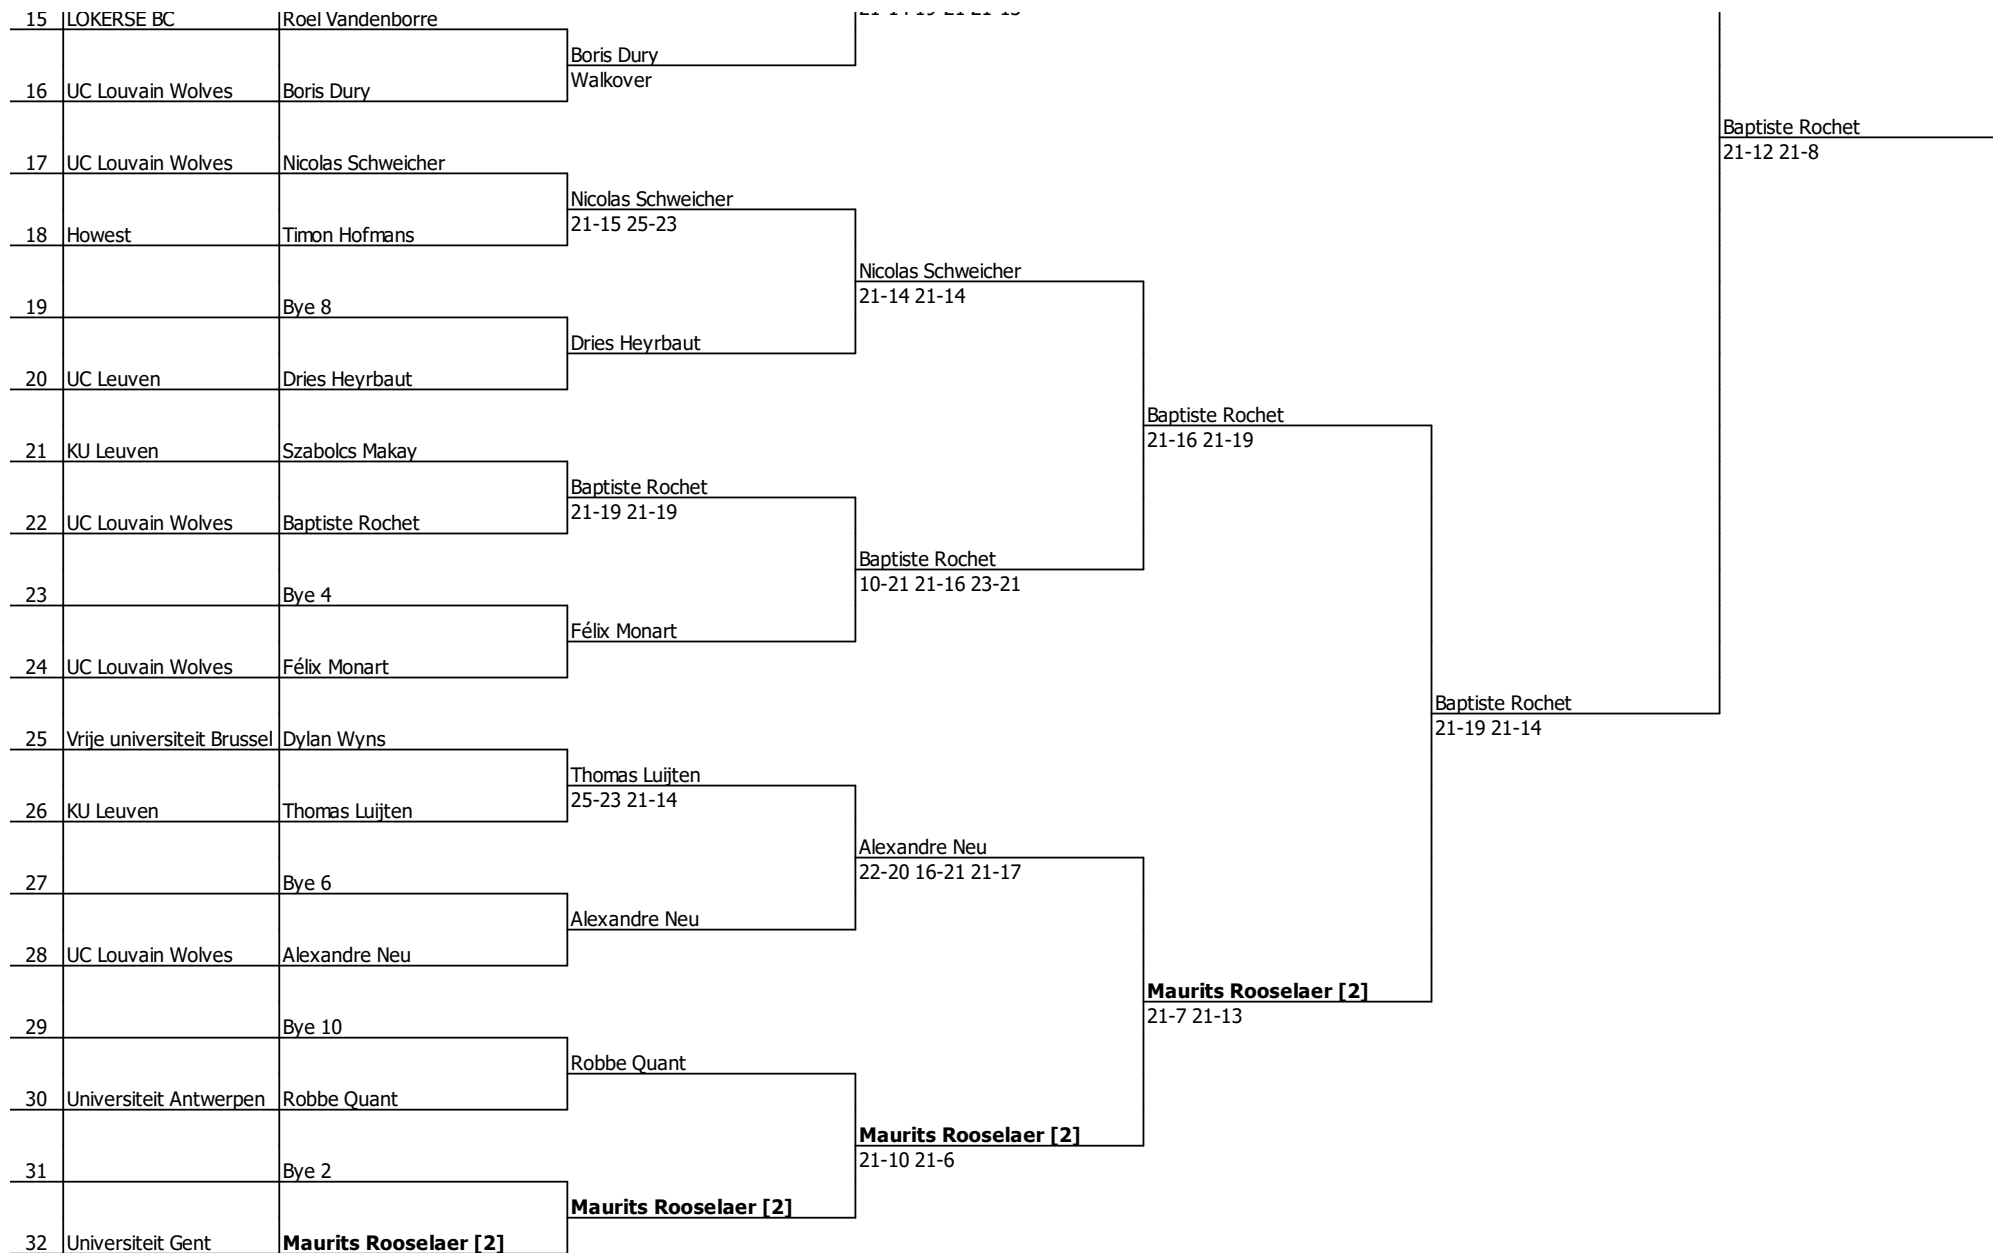 15 LOKERSE BC Roel Vandenborre
Boris Dury
Walkover
16 UC Louvain Wolves Boris Dury
Baptiste Rochet
21-12 21-8
17 UC Louvain Wolves Nicolas Schweicher
Nicolas Schweicher
21-15 25-23
18 Howest Timon Hofmans
Nicolas Schweicher
21-14 21-14
19 Bye 8
Dries Heyrbaut
20 UC Leuven Dries Heyrbaut
Baptiste Rochet
21-16 21-19
21 KU Leuven Szabolcs Makay
Baptiste Rochet
21-19 21-19
22 UC Louvain Wolves Baptiste Rochet
Baptiste Rochet
10-21 21-16 23-21
23 Bye 4
Félix Monart
24 UC Louvain Wolves Félix Monart
Baptiste Rochet
21-19 21-14
25 Vrije universiteit Brussel Dylan Wyns
Thomas Luijten
25-23 21-14
26 KU Leuven Thomas Luijten
Alexandre Neu
22-20 16-21 21-17
27 Bye 6
Alexandre Neu
28 UC Louvain Wolves Alexandre Neu
Maurits Rooselaer [2]
21-7 21-13
29 Bye 10
Robbe Quant
30 Universiteit Antwerpen Robbe Quant
Maurits Rooselaer [2]
21-10 21-6
31 Bye 2
Maurits Rooselaer [2]
32 Universiteit Gent Maurits Rooselaer [2]